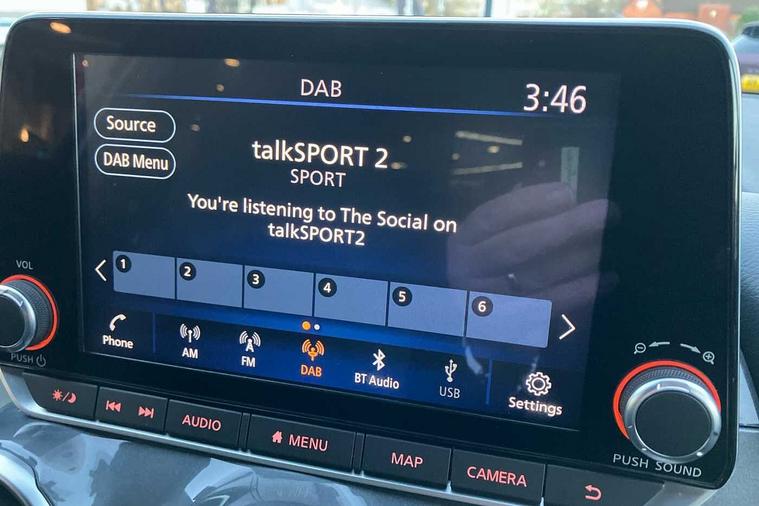 DAB
3:46
Source
DAB Menu
talkSPORT 2
SPORT
You're listening to The Social on
talkSPORT2
1 2 3 4 5 6
Phone
AM
FM
DAB
BT Audio
USB
Settings
VOL
PUSH
AUDIO
MENU
MAP
CAMERA
PUSH SOUND